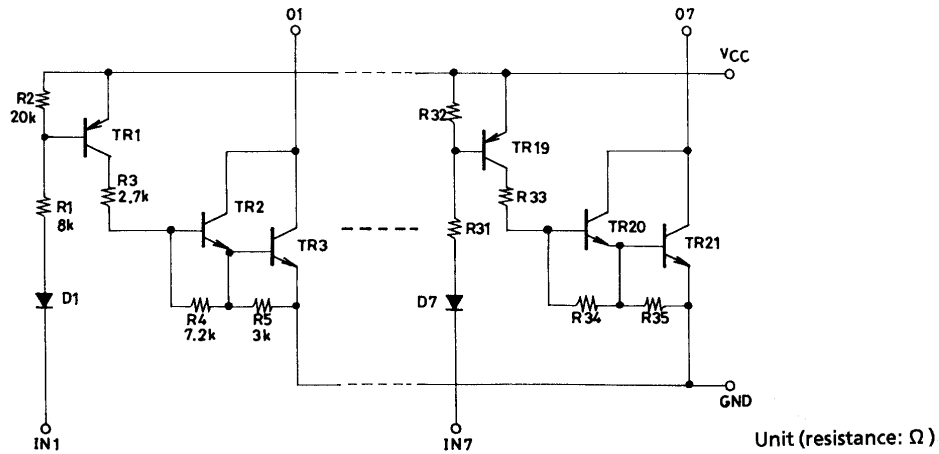 O1
O7
VCC
R2
20k
TR1
R32
TR19
R3
2.7k
R33
R1
8k
TR2
TR3
R31
TR20
TR21
D1
R4
7.2k
R5
3k
D7
R34
R35
GND
IN1
IN7
Unit (resistance: Ω)